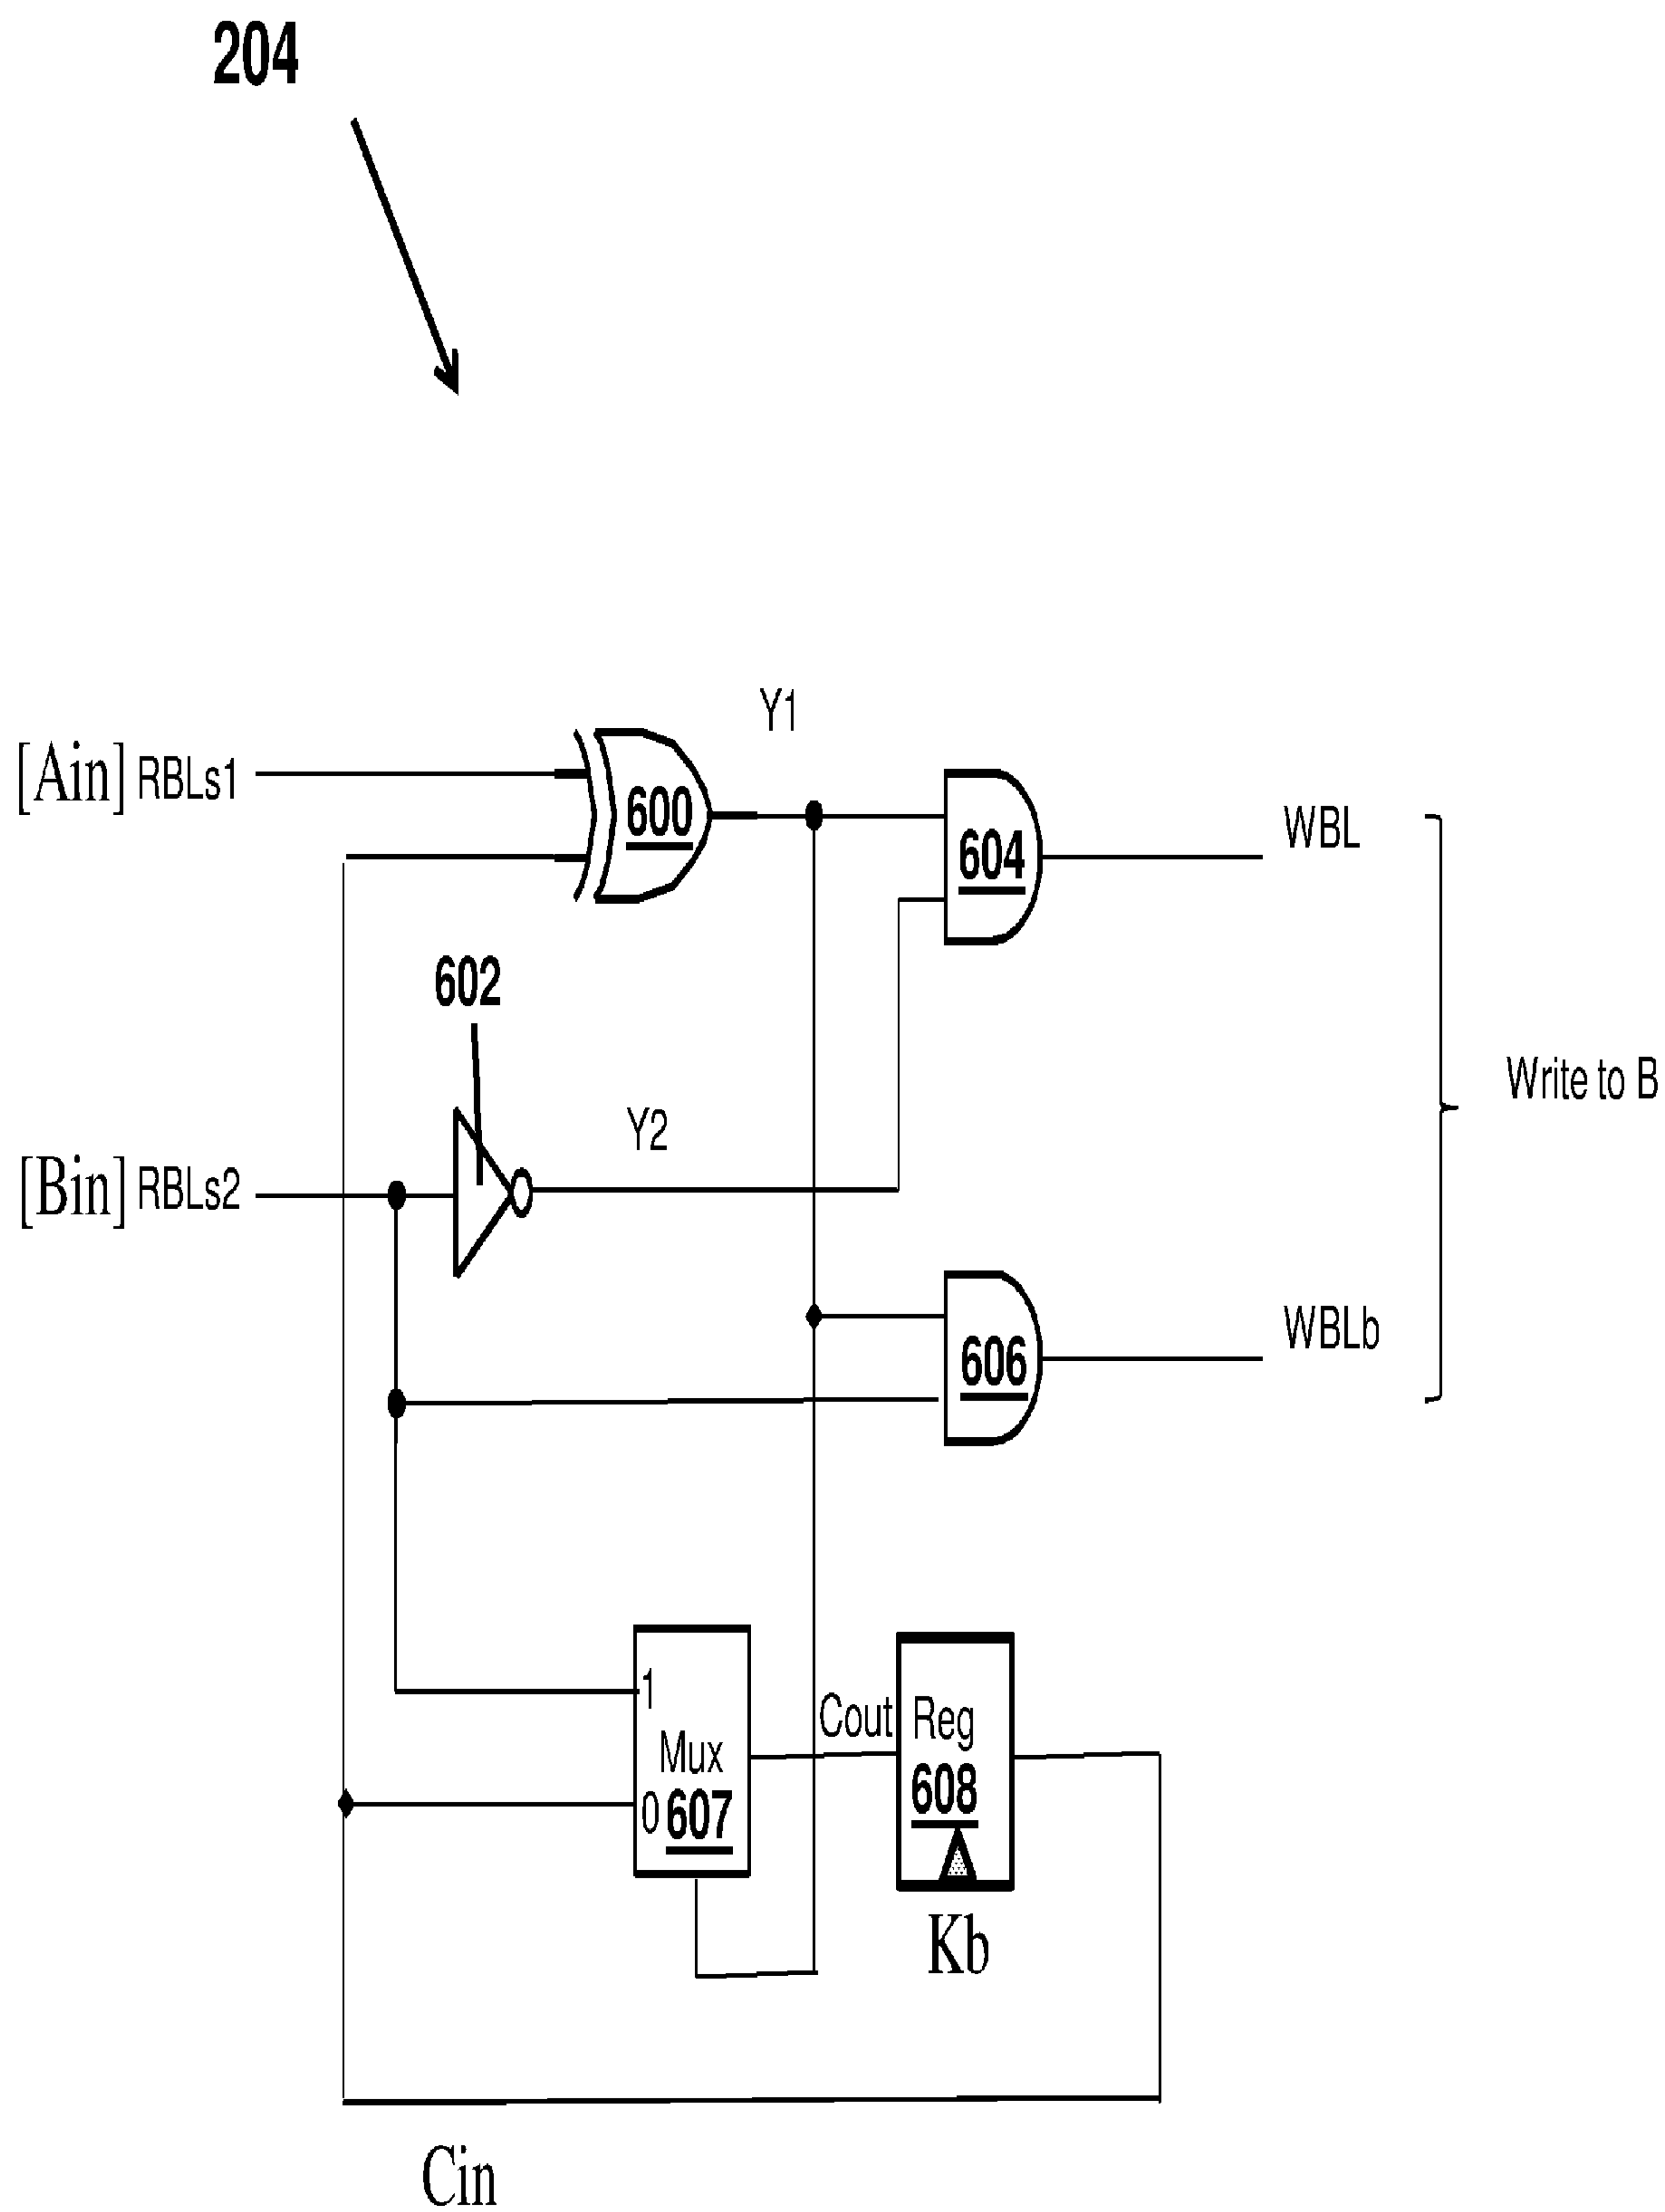 204
Y1
[Ain] RBLs1
600
604
WBL
602
Y2
Write to B
[Bin] RBLs2
606
WBLb
1
Mux
0 607
Cout
Reg
608
Kb
Cin